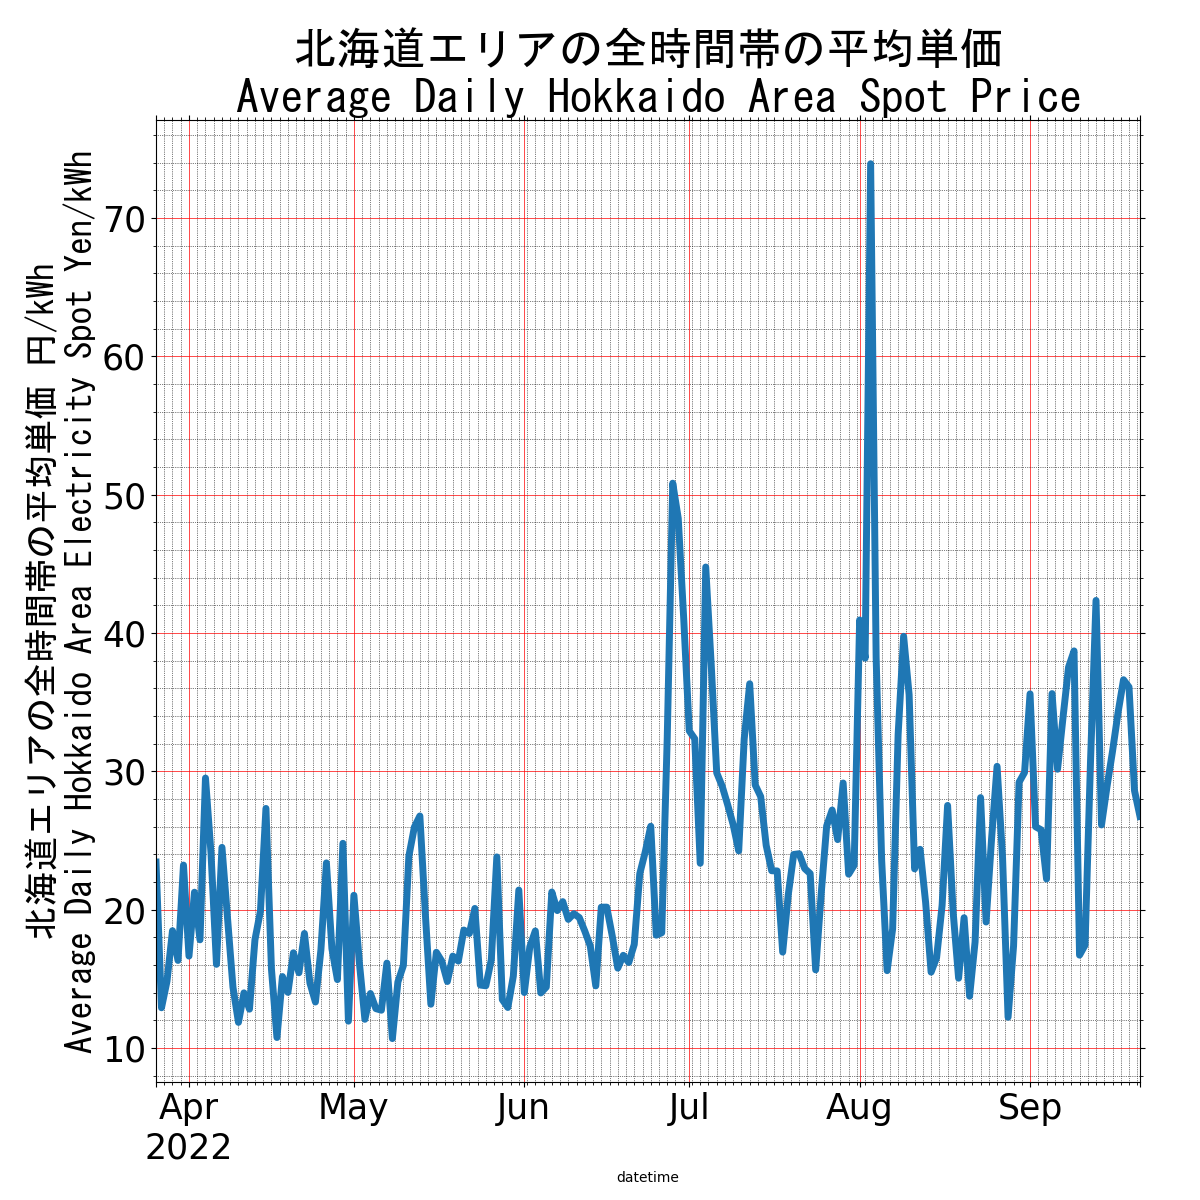 北海道エリアの全時間帯の平均単価
Average Daily Hokkaido Area Spot Price
北海道エリアの全時間帯の平均単価 円/kWh
Average Daily Hokkaido Area Electricity Spot Yen/kWh
70
60
50
40
30
20
10
Apr May Jun Jul Aug Sep
2022
datetime